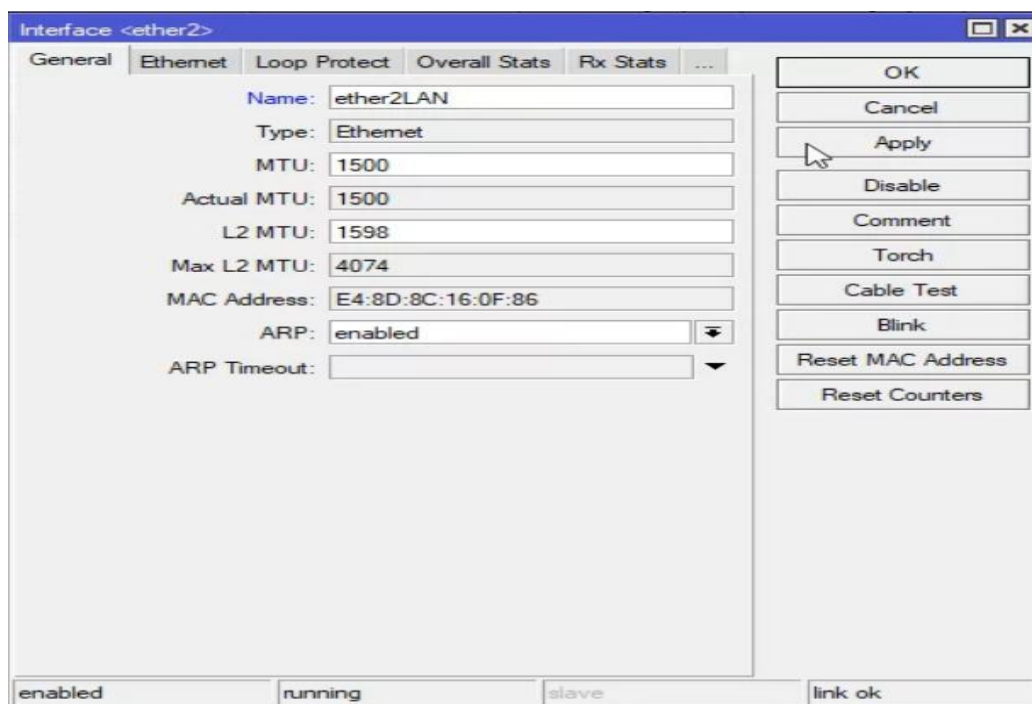 Interface <ether2>
General Ethernet Loop Protect Overall Stats Rx Stats ...
Name: ether2LAN
Type: Ethernet
MTU: 1500
Actual MTU: 1500
L2 MTU: 1598
Max L2 MTU: 4074
MAC Address: E4:8D:8C:16:0F:86
ARP: enabled
ARP Timeout:
OK
Cancel
Apply
Disable
Comment
Torch
Cable Test
Blink
Reset MAC Address
Reset Counters
enabled running slave link ok